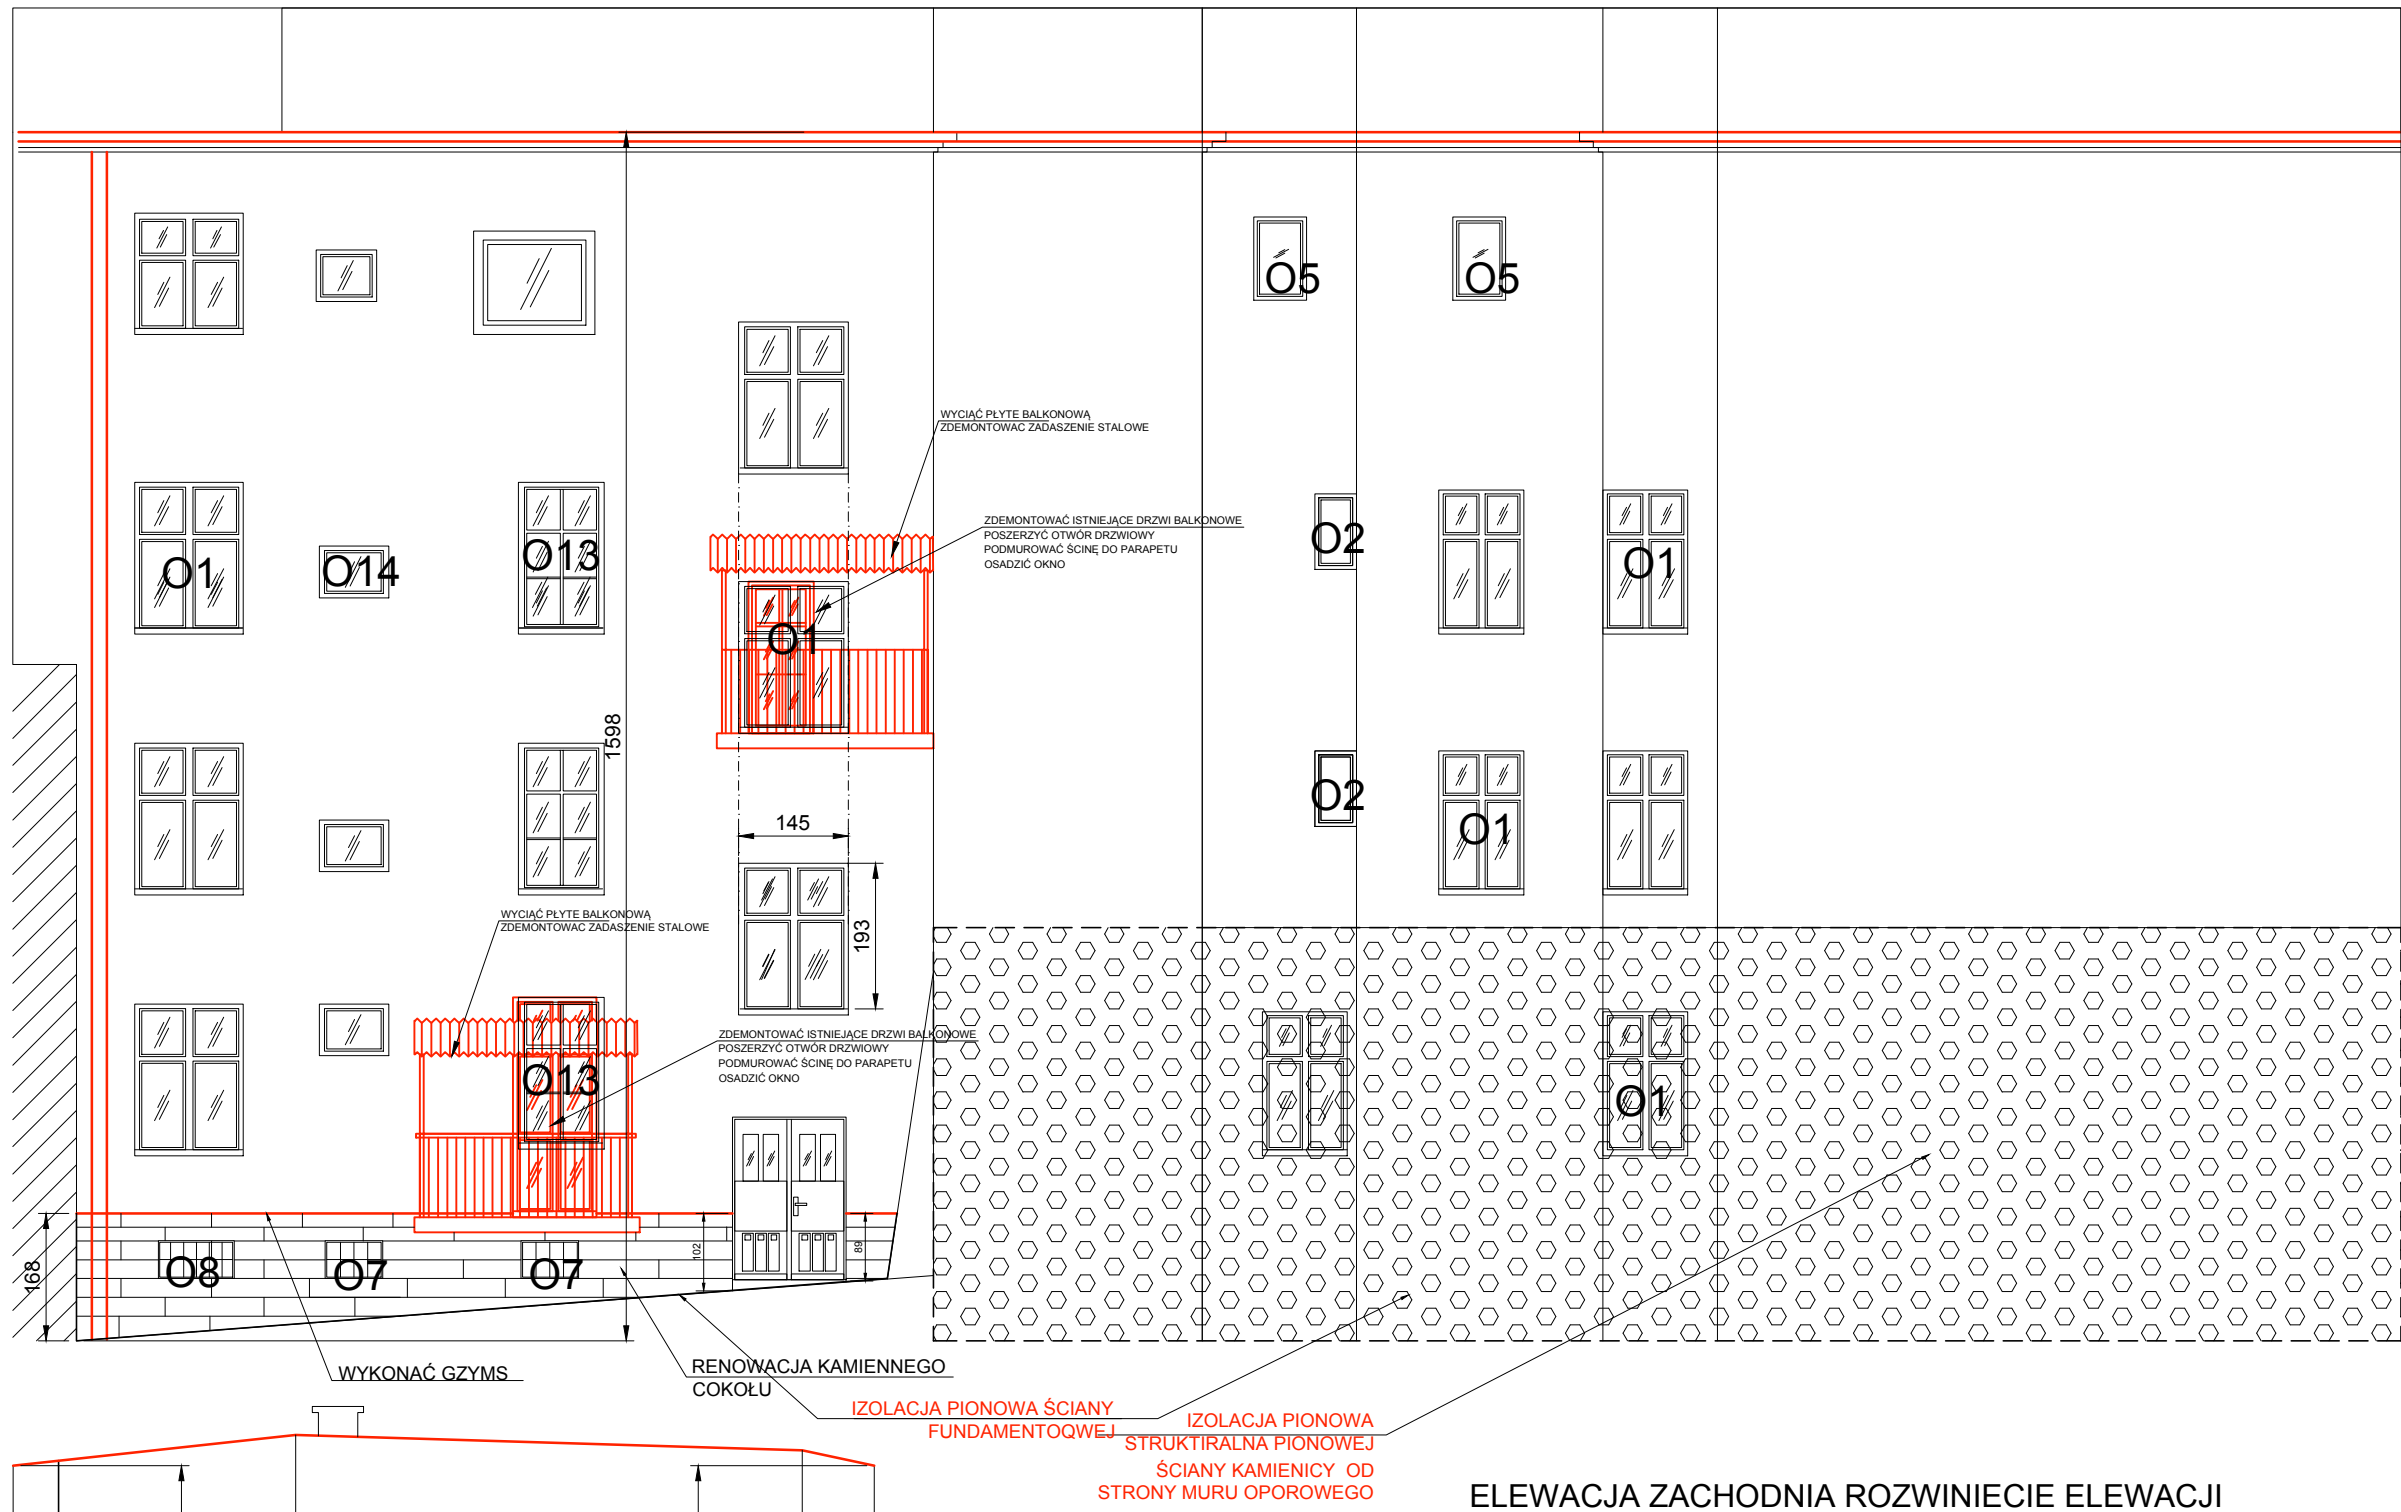 O5
O5
WYCIĄĆ PŁYTE BALKONOWĄ
ZDEMONTOWAC ZADASZENIE STALOWE
ZDEMONTOWAĆ ISTNIEJĄCE DRZWI BALKONOWE
POSZERZYĆ OTWÓR DRZWIOWY
PODMUROWAĆ ŚCINĘ DO PARAPETU
OSADZIĆ OKNO
O1
O14
O13
O2
O1
O1
1598
O2
O1
145
193
WYCIĄĆ PŁYTE BALKONOWĄ
ZDEMONTOWAC ZADASZENIE STALOWE
ZDEMONTOWAĆ ISTNIEJĄCE DRZWI BALKONOWE
POSZERZYĆ OTWÓR DRZWIOWY
PODMUROWAĆ ŚCINĘ DO PARAPETU
OSADZIĆ OKNO
O13
O1
168
O8
O7
O7
102
89
WYKONAĆ GZYMS
RENOWACJA KAMIENNEGO
COKOŁU
IZOLACJA PIONOWA ŚCIANY
FUNDAMENTOQWEJ
IZOLACJA PIONOWA
STRUKTIRALNA PIONOWEJ
ŚCIANY KAMIENICY OD
STRONY MURU OPOROWEGO
ELEWACJA ZACHODNIA ROZWINIECIE ELEWACJI